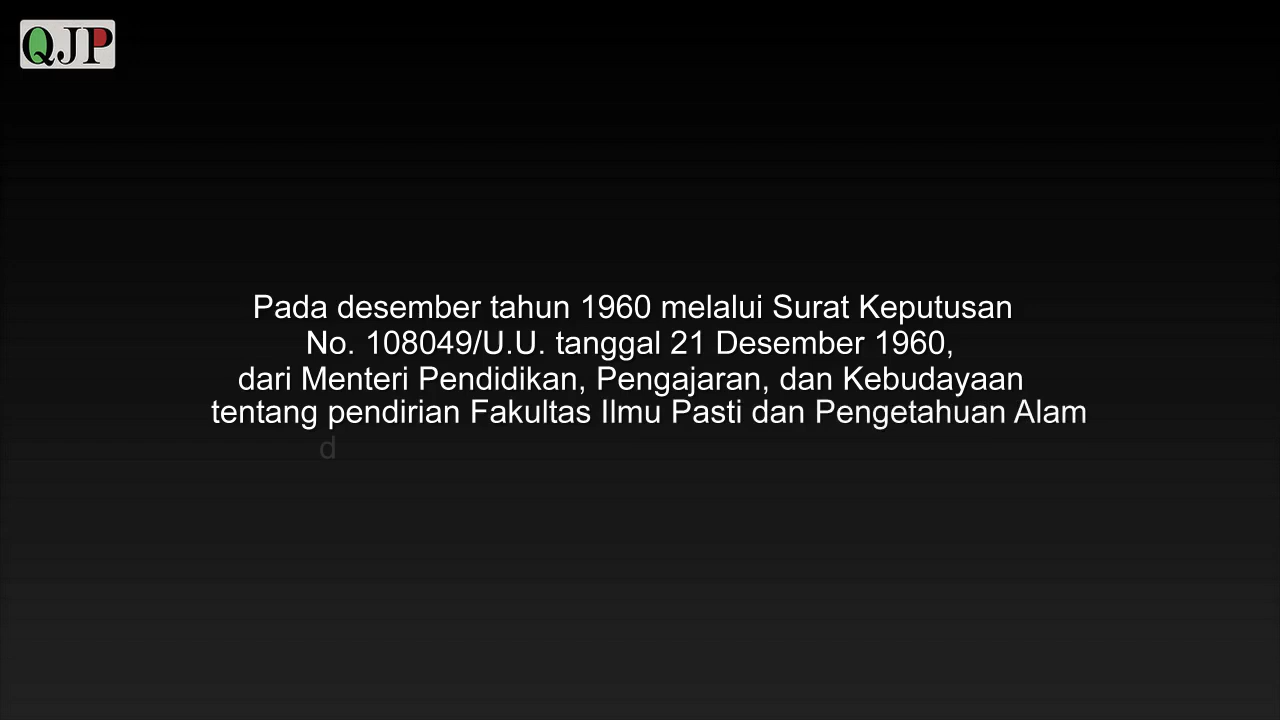 QJP
Pada desember tahun 1960 melalui Surat Keputusan
No. 108049/U.U. tanggal 21 Desember 1960,
dari Menteri Pendidikan, Pengajaran, dan Kebudayaan
tentang pendirian Fakultas Ilmu Pasti dan Pengetahuan Alam
d